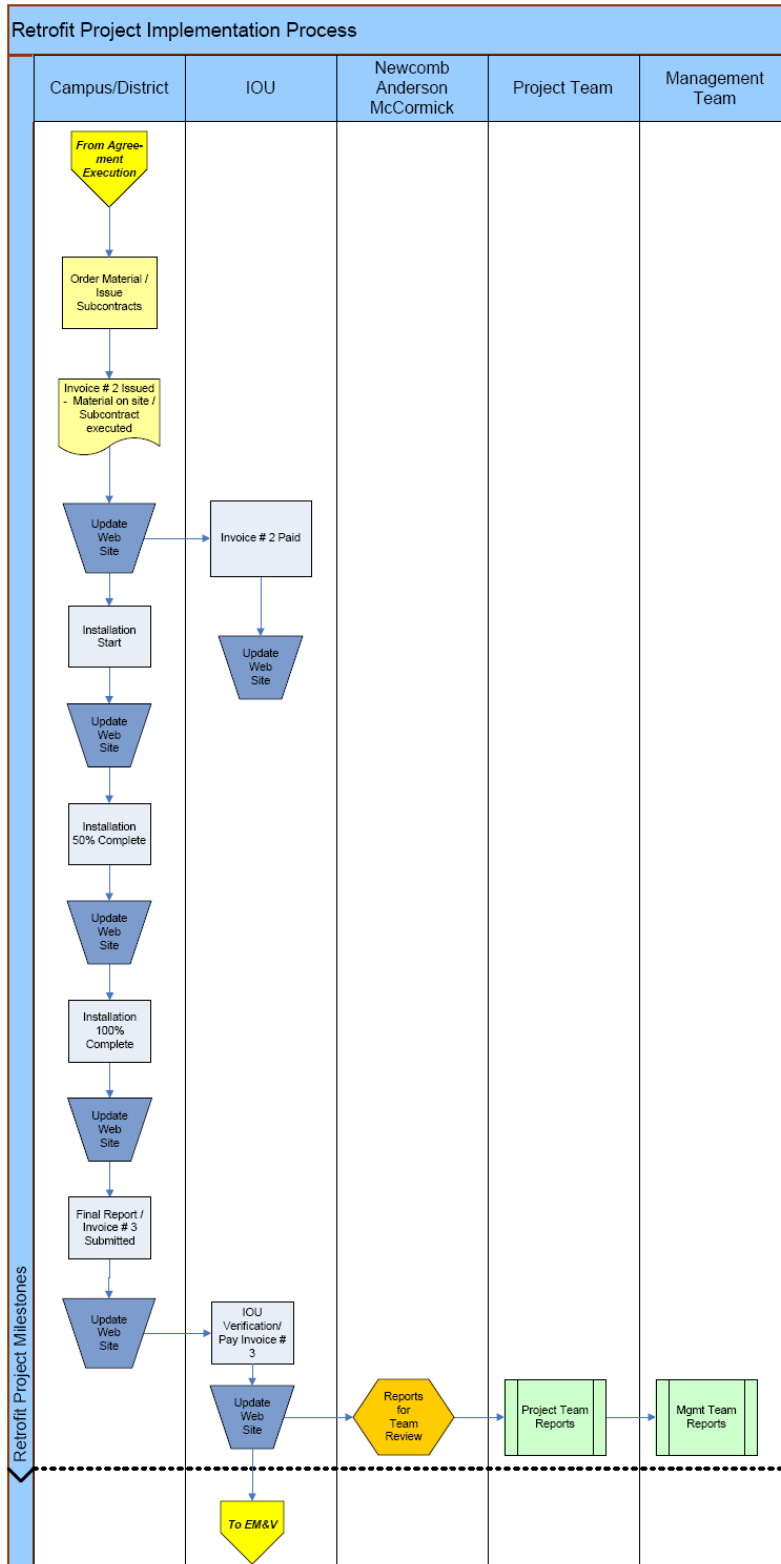 Retrofit Project Implementation Process
Campus/District
IOU
Newcomb
Anderson
McCormick
Project Team
Management
Team
From Agree-
ment
Execution
Order Material /
Issue
Subcontracts
Invoice # 2 Issued
- Material on site /
Subcontract
executed
Update
Web
Site
Invoice # 2 Paid
Installation
Start
Update
Web
Site
Update
Web
Site
Installation
50% Complete
Update
Web
Site
Installation
100%
Complete
Update
Web
Site
Final Report /
Invoice # 3
Submitted
Update
Web
Site
IOU
Verification/
Pay Invoice #
3
Update
Web
Site
Reports
for
Team
Review
Project Team
Reports
Mgmt Team
Reports
To EM&V
Retrofit Project Milestones